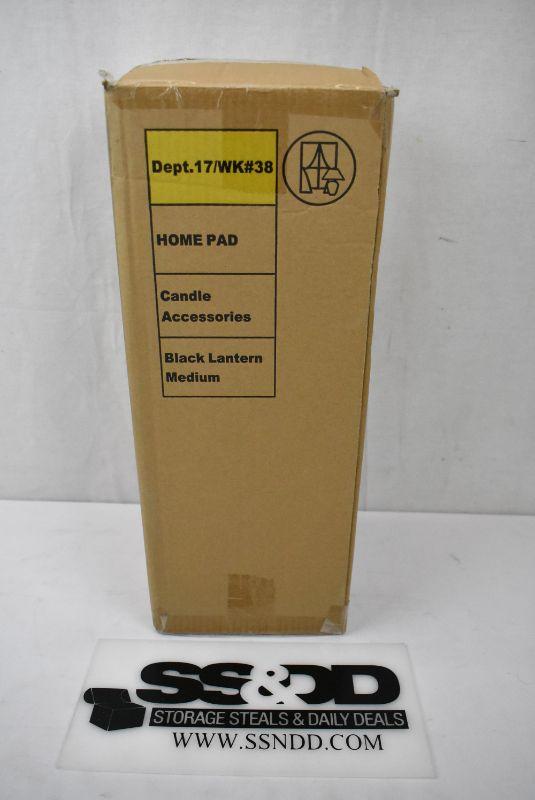 Dept.17/WK#38
HOME PAD
Candle
Accessories
Black Lantern
Medium
SS&DD
STORAGE STEALS & DAILY DEALS
WWW.SSNDD.COM